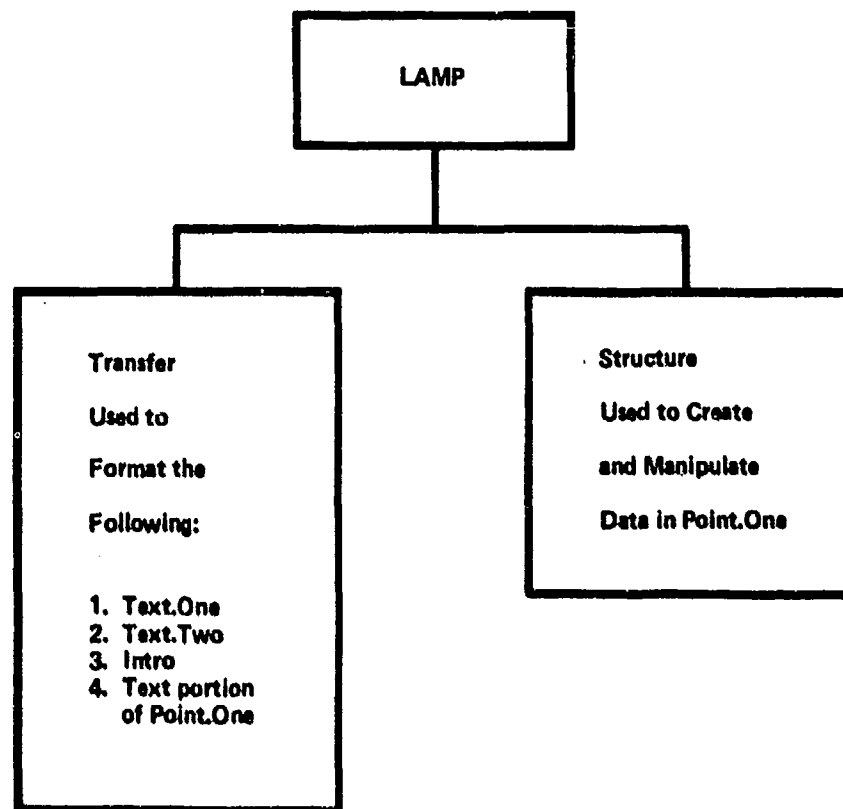 LAMP
Transfer
Used to
Format the
Following:
1. Text.One
2. Text.Two
3. Intro
4. Text portion
of Point.One
Structure
Used to Create
and Manipulate
Data in Point.One